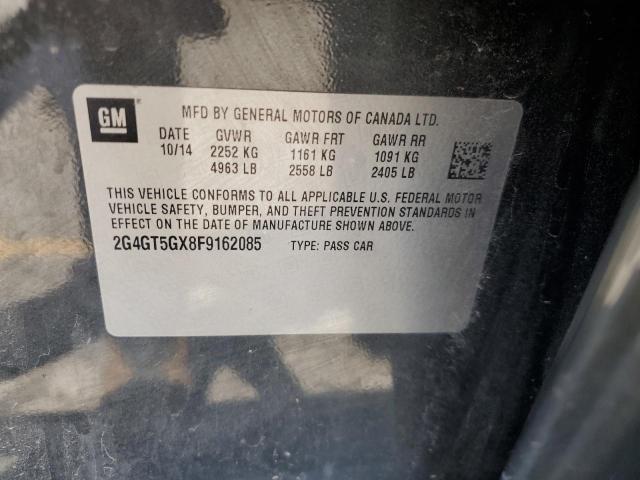 GM
MFD BY GENERAL MOTORS OF CANADA LTD.
DATE GVWR GAWR FRT GAWR RR
10/14 2252 KG 1161 KG 1091 KG
4963 LB 2558 LB 2405 LB
THIS VEHICLE CONFORMS TO ALL APPLICABLE U.S. FEDERAL MOTOR
VEHICLE SAFETY, BUMPER, AND THEFT PREVENTION STANDARDS IN
EFFECT ON THE DATE OF MANUFACTURE SHOWN ABOVE.
2G4GT5GX8F9162085 TYPE: PASS CAR